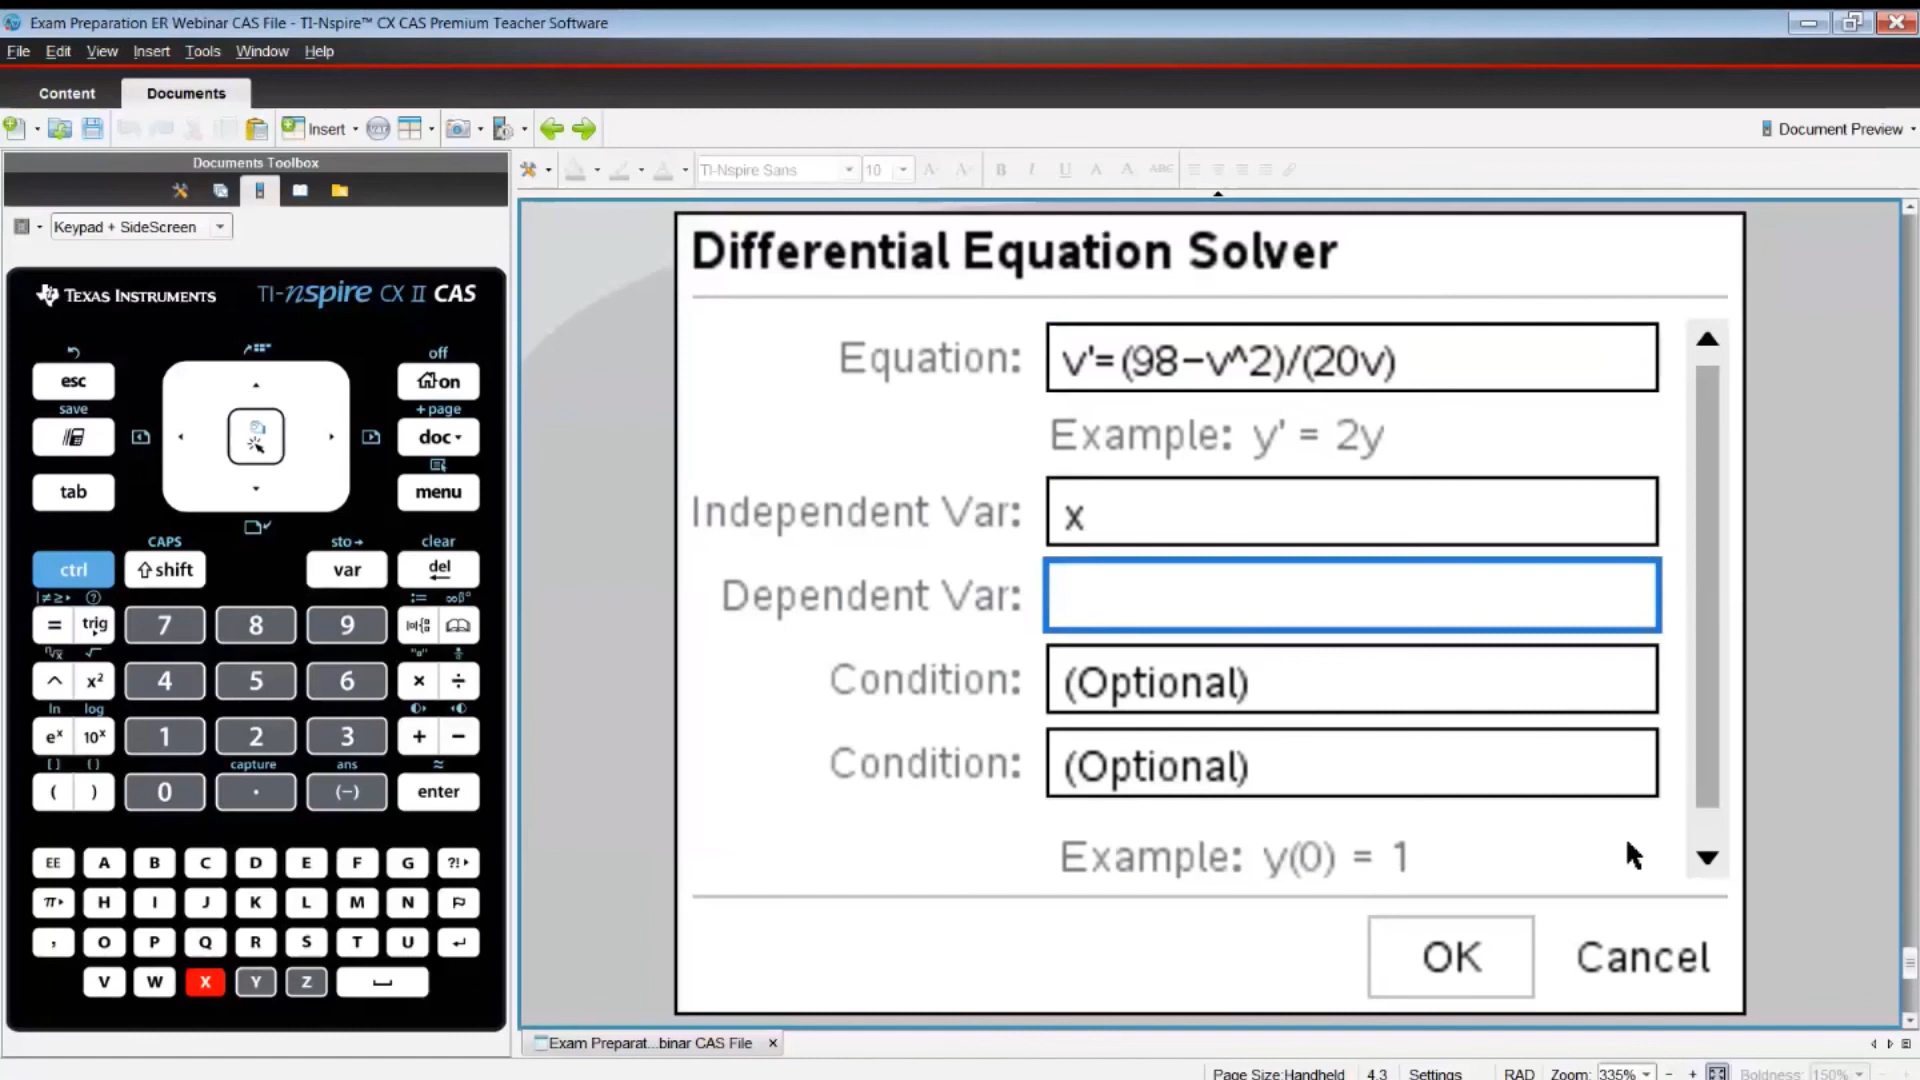 Exam Preparation ER Webinar CAS File - TI-Nspire™ CX CAS Premium Teacher Software
File Edit View Insert Tools Window Help
Content Documents
Insert
Document Preview
Documents Toolbox
TI-Nspire Sans 10 A A B I U A A ABC
Keypad + SideScreen
TEXAS INSTRUMENTS TI-nspire CX II CAS
off
esc on
save + page
doc
tab menu
CAPS sto→ clear
ctrl ⇧shift var del
|≠≥▸ ? := ∞β°
= trig 7 8 9
ⁿ√x √ "□" ÷
^ x² 4 5 6 × ÷
ln log
eˣ 10ˣ 1 2 3 + −
[ ] { } capture ans ≈
( ) 0 . (−) enter
EE A B C D E F G ?!▸
π▸ H I J K L M N
, O P Q R S T U ↵
V W X Y Z
Differential Equation Solver
Equation: v'=(98−v^2)/(20v)
Example: y' = 2y
Independent Var: x
Dependent Var:
Condition: (Optional)
Condition: (Optional)
Example: y(0) = 1
OK Cancel
Exam Preparat...binar CAS File ×
Page Size:Handheld 4.3 Settings RAD Zoom: 335% − + Boldness: 150%